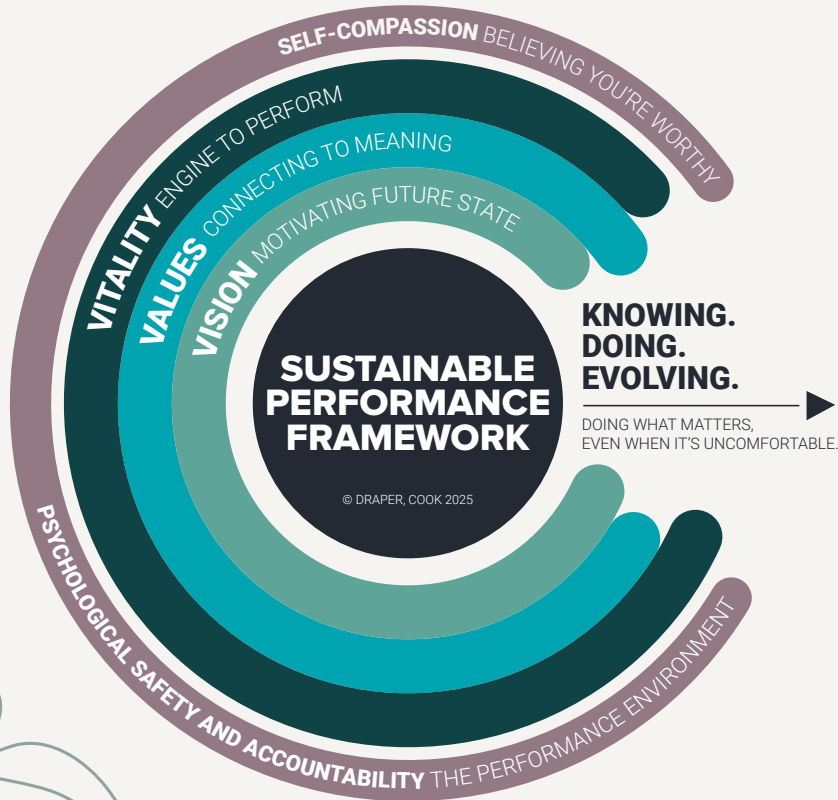 SELF-COMPASSION BELIEVING YOU'RE WORTHY
VITALITY ENGINE TO PERFORM
VALUES CONNECTING TO MEANING
VISION MOTIVATING FUTURE STATE
SUSTAINABLE
PERFORMANCE
FRAMEWORK
© DRAPER, COOK 2025
KNOWING.
DOING.
EVOLVING.
DOING WHAT MATTERS,
EVEN WHEN IT'S UNCOMFORTABLE.
PSYCHOLOGICAL SAFETY AND ACCOUNTABILITY THE PERFORMANCE ENVIRONMENT